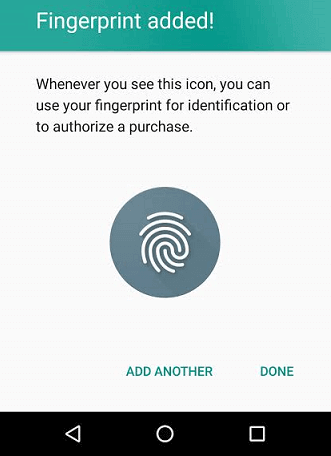 Fingerprint added!
Whenever you see this icon, you can
use your fingerprint for identification or
to authorize a purchase.
ADD ANOTHER DONE